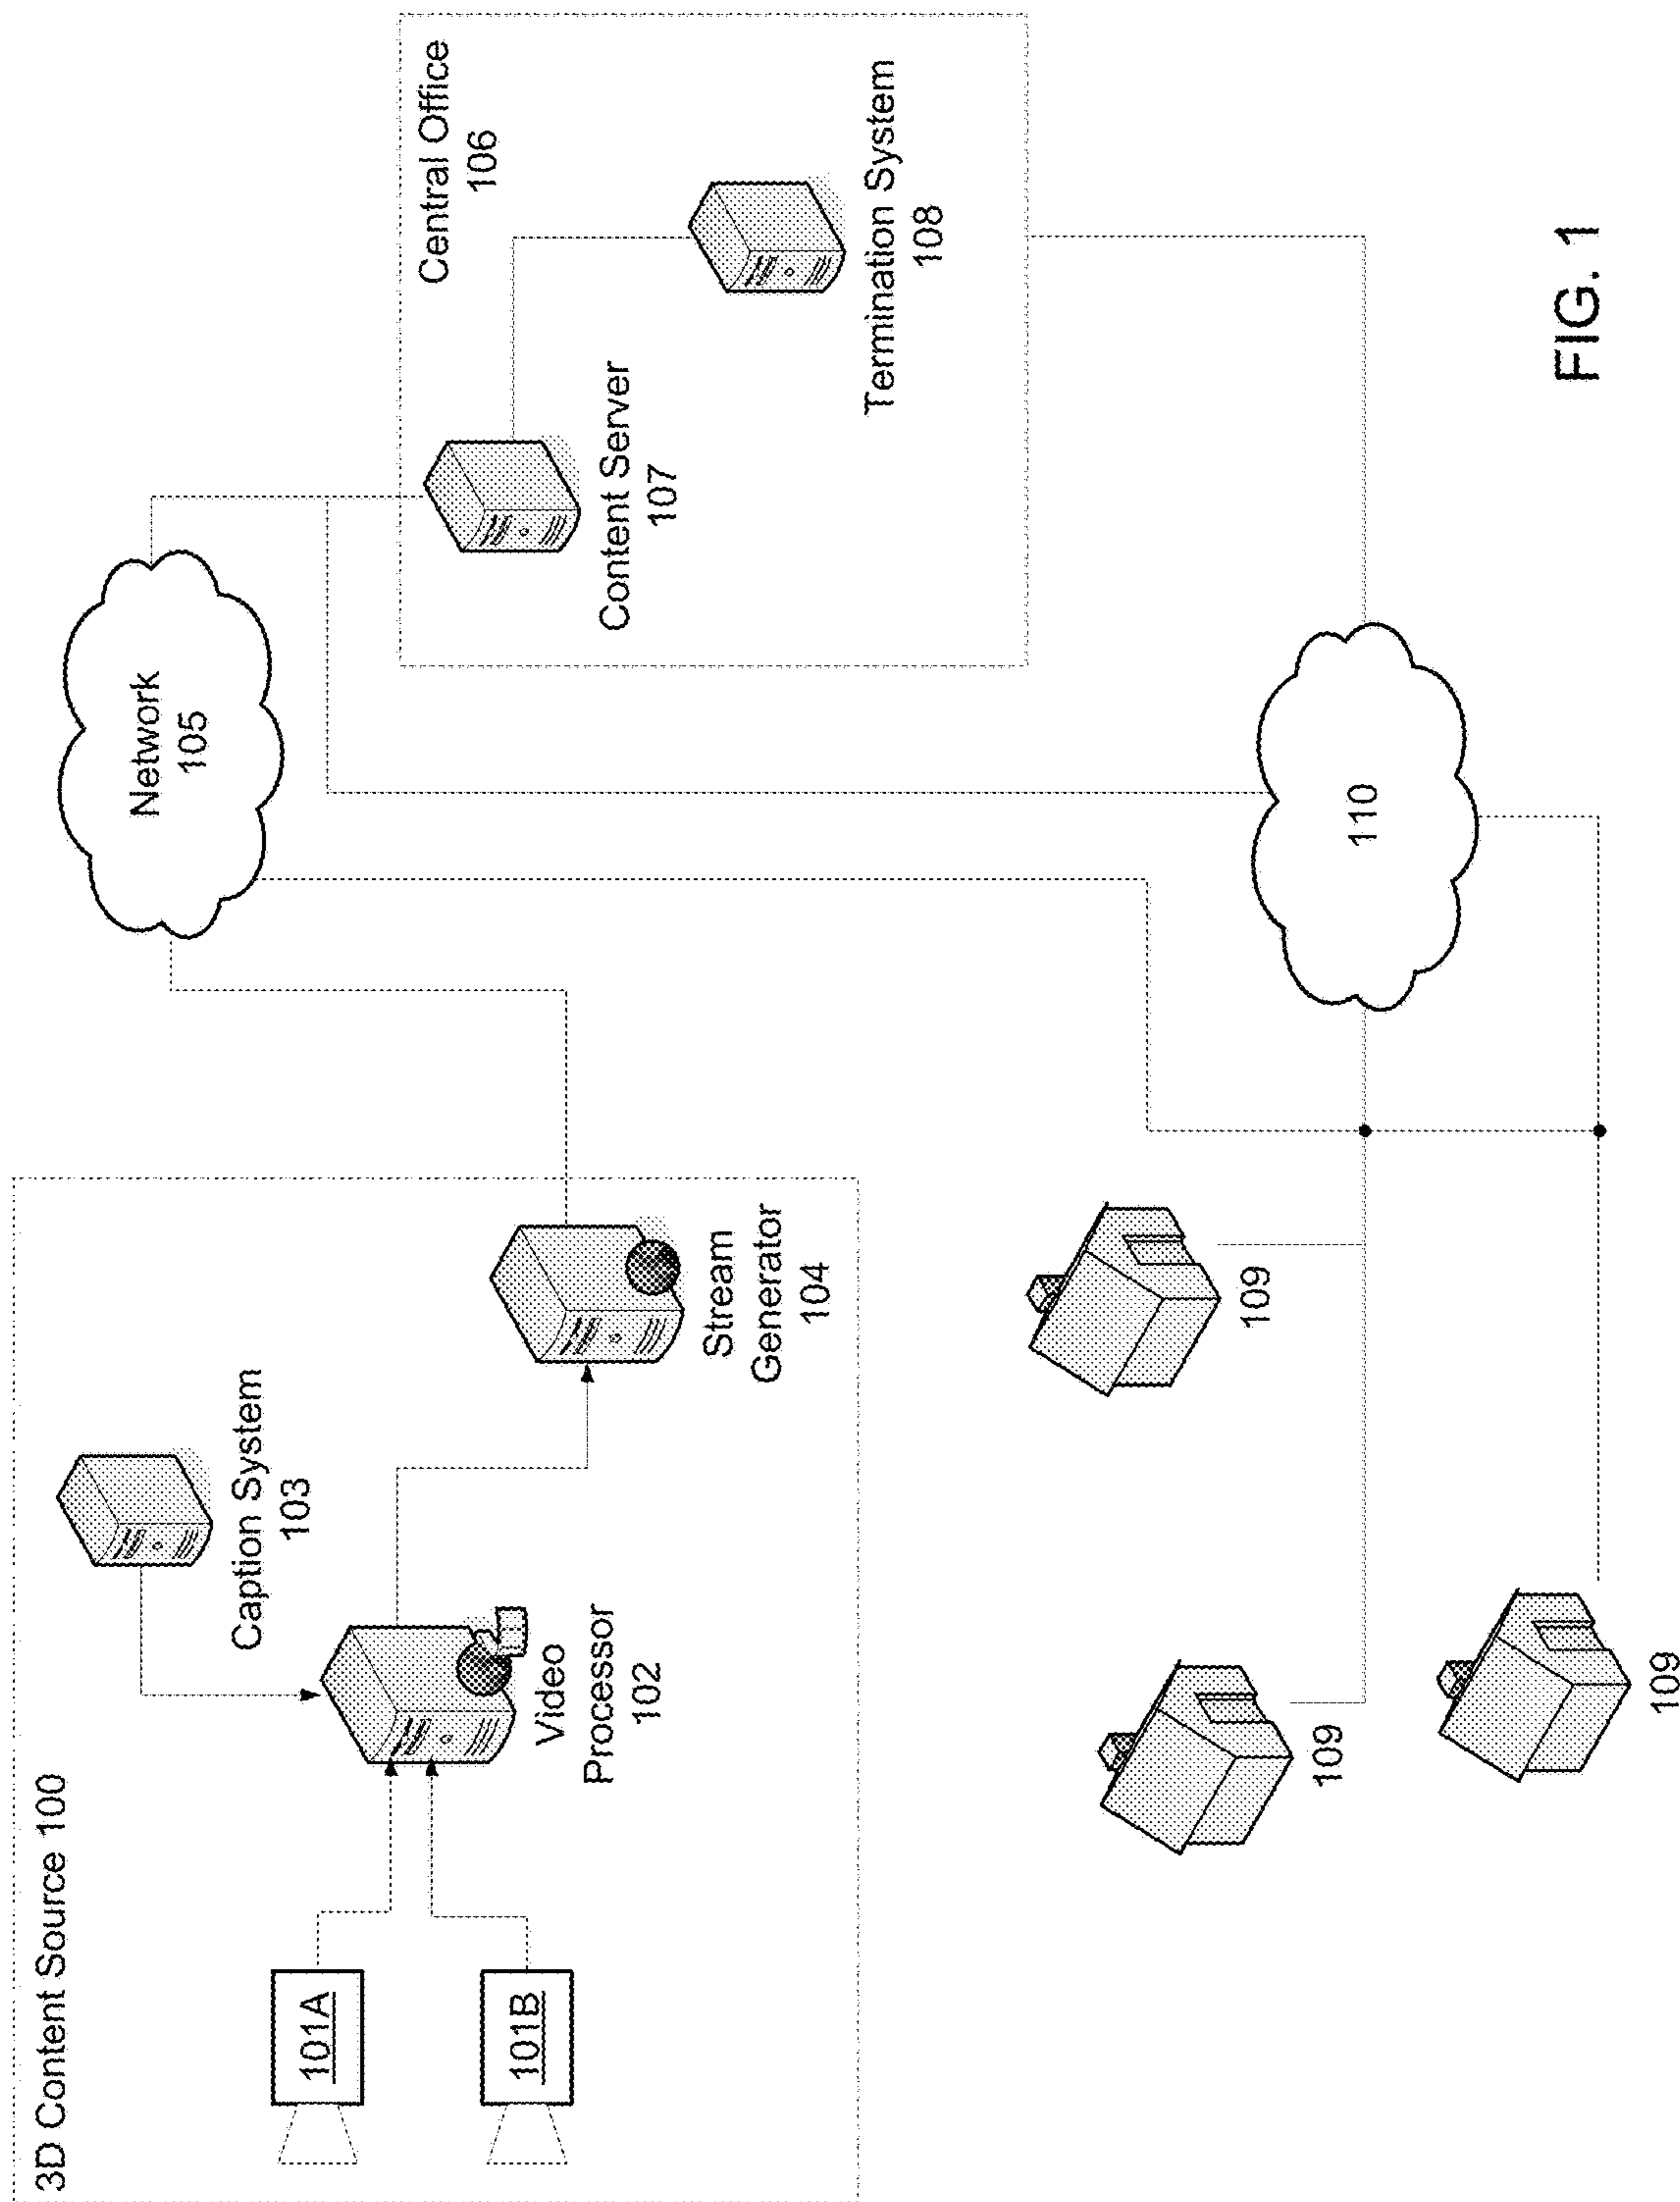 3D Content Source 100
101A
101B
Caption System
103
Video
Processor
102
Stream
Generator
104
Network
105
Central Office
106
Content Server
107
Termination System
108
109
109
109
110
FIG. 1